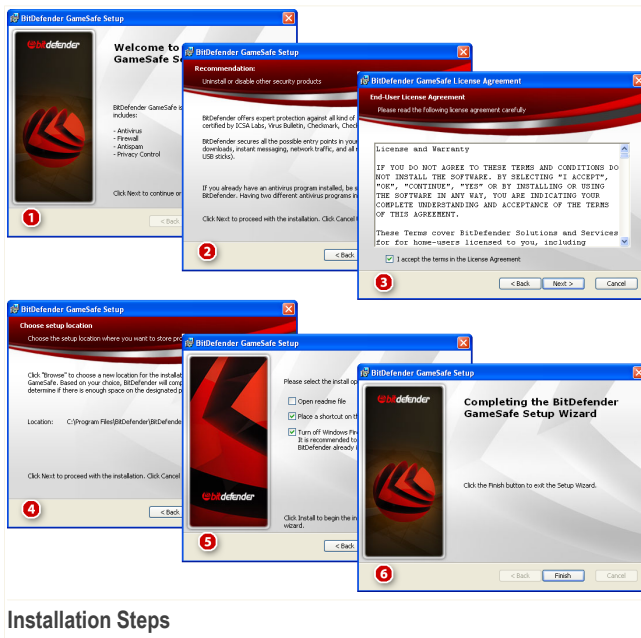 BitDefender GameSafe Setup
bitdefender
Welcome to
GameSafe Se
BitDefender GameSafe is
includes:
- Antivirus
- Firewall
- Antispam
- Privacy Control
Click Next to continue or
< Back
1
BitDefender GameSafe Setup
Recommendation:
Uninstall or disable other security products
BitDefender offers expert protection against all kind of
certified by ICSA Labs, Virus Bulletin, Checkmark, Chec
BitDefender secures all the possible entry points in your
downloads, instant messaging, network traffic, and all
USB sticks).
If you already have an antivirus program installed, be s
BitDefender. Having two different antivirus programs in
Click Next to proceed with the installation. Click Cancel
< Back
2
BitDefender GameSafe License Agreement
End-User License Agreement
Please read the following license agreement carefully
License and Warranty
IF YOU DO NOT AGREE TO THESE TERMS AND CONDITIONS DO
NOT INSTALL THE SOFTWARE. BY SELECTING "I ACCEPT",
"OK", "CONTINUE", "YES" OR BY INSTALLING OR USING
THE SOFTWARE IN ANY WAY, YOU ARE INDICATING YOUR
COMPLETE UNDERSTANDING AND ACCEPTANCE OF THE TERMS
OF THIS AGREEMENT.
These Terms cover BitDefender Solutions and Services
for for home-users licensed to you, including
I accept the terms in the License Agreement
3
< Back Next > Cancel
BitDefender GameSafe Setup
Choose setup location
Choose the setup location where you want to store pro
Click "Browse" to choose a new location for the installat
GameSafe. Based on your choice, BitDefender will comp
determine if there is enough space on the designated p
Location: C:\Program Files\BitDefender\BitDefende
Click Next to proceed with the installation. Click Cancel
< Back
4
BitDefender GameSafe Setup
bitdefender
Please select the install op
Open readme file
Place a shortcut on th
Turn off Windows Fire
It is recommended to
BitDefender already i
Click Install to begin the in
wizard.
< Back
5
BitDefender GameSafe Setup
bitdefender
Completing the BitDefender
GameSafe Setup Wizard
Click the Finish button to exit the Setup Wizard.
6
< Back Finish Cancel
Installation Steps